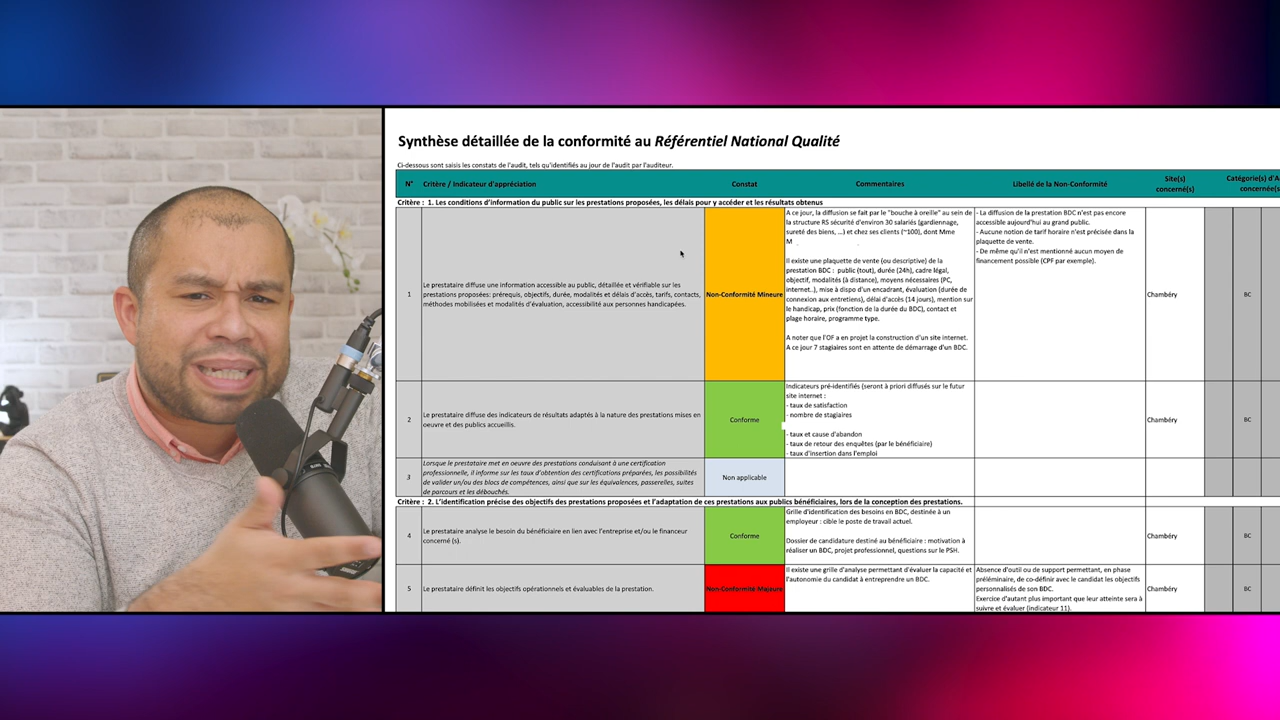 Synthèse détaillée de la conformité au Référentiel National Qualité
Ci-dessous sont saisis les constats de l'audit, tels qu'identifiés au jour de l'audit par l'auditeur.
N° Critère / Indicateur d'appréciation Constat Commentaires Libellé de la Non-Conformité Site(s) concerné(s) Catégorie(s) d'A
concernée(s
Critère : 1. Les conditions d'information du public sur les prestations proposées, les délais pour y accéder et les résultats obtenus
1
Le prestataire diffuse une information accessible au public, détaillée et vérifiable sur les
prestations proposées: prérequis, objectifs, durée, modalités et délais d'accès, tarifs, contacts,
méthodes mobilisées et modalités d'évaluation, accessibilité aux personnes handicapées.
Non-Conformité Mineure
A ce jour, la diffusion se fait par le "bouche à oreille" au sein de
la structure RS sécurité d'environ 30 salariés (gardiennage,
sureté des biens, ...) et chez ses clients (~100), dont Mme
M
Il existe une plaquette de vente (ou descriptive) de la
prestation BDC : public (tout), durée (24h), cadre légal,
objectif, modalités (à distance), moyens nécessaires (PC,
internet..), mise à dispo d'un encadrant, évaluation (durée de
connexion aux entretiens), délai d'accès (14 jours), mention sur
le handicap, prix (fonction de la durée du BDC), contact et
plage horaire, programme type.
A noter que l'OF a en projet la construction d'un site internet.
A ce jour 7 stagiaires sont en attente de démarrage d'un BDC.
- La diffusion de la prestation BDC n'est pas encore
accessible aujourd'hui au grand public.
- Aucune notion de tarif horaire n'est précisée dans la
plaquette de vente.
- De même qu'il n'est mentionné aucun moyen de
financement possible (CPF par exemple).
Chambéry
BC
2
Le prestataire diffuse des indicateurs de résultats adaptés à la nature des prestations mises en
oeuvre et des publics accueillis.
Conforme
Indicateurs pré-identifiés (seront à priori diffusés sur le futur
site internet :
- taux de satisfaction
- nombre de stagiaires
- taux et cause d'abandon
- taux de retour des enquêtes (par le bénéficiaire)
- taux d'insertion dans l'emploi
Chambéry
BC
3
Lorsque le prestataire met en oeuvre des prestations conduisant à une certification
professionnelle, il informe sur les taux d'obtention des certifications préparées, les possibilités
de valider un/ou des blocs de compétences, ainsi que sur les équivalences, passerelles, suites
de parcours et les débouchés.
Non applicable
Critère : 2. L'identification précise des objectifs des prestations proposées et l'adaptation de ces prestations aux publics bénéficiaires, lors de la conception des prestations.
4
Le prestataire analyse le besoin du bénéficiaire en lien avec l'entreprise et/ou le financeur
concerné (s).
Conforme
Grille d'identification des besoins en BDC, destinée à un
employeur : cible le poste de travail actuel.
Dossier de candidature destiné au bénéficiaire : motivation à
réaliser un BDC, projet professionnel, questions sur le PSH.
Chambéry
BC
5
Le prestataire définit les objectifs opérationnels et évaluables de la prestation.
Non-Conformité Majeure
Il existe une grille d'analyse permettant d'évaluer la capacité et
l'autonomie du candidat à entreprendre un BDC.
Absence d'outil ou de support permettant, en phase
préléminaire, de co-définir avec le candidat les objectifs
personnalisés de son BDC.
Exercice d'autant plus important que leur atteinte sera à
suivre et évaluer (indicateur 11).
Chambéry
BC